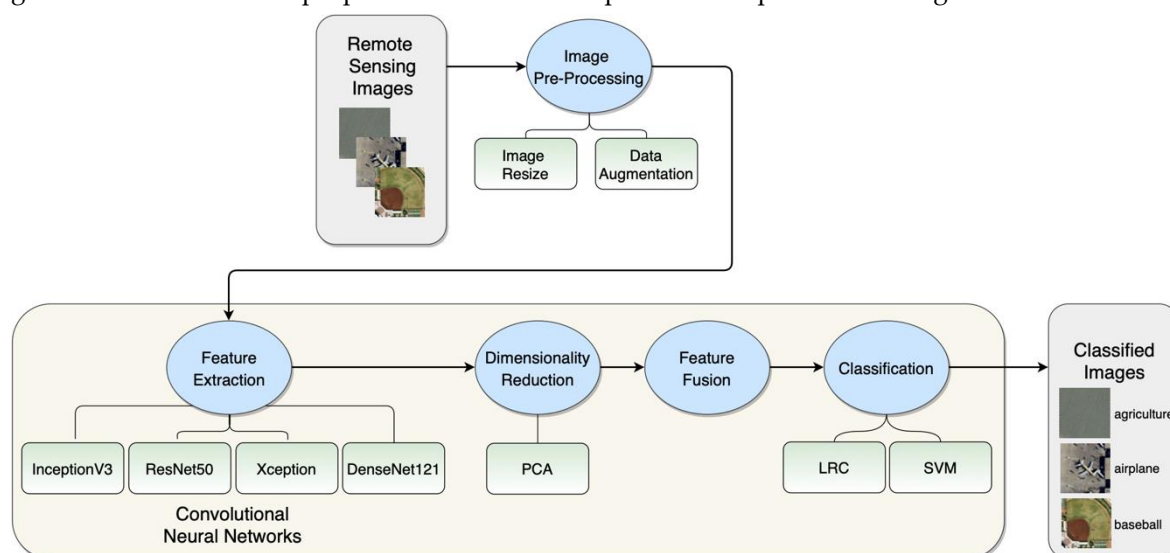 Remote
Sensing
Images
Image
Pre-Processing
Image
Resize
Data
Augmentation
Feature
Extraction
Dimensionality
Reduction
Feature
Fusion
Classification
InceptionV3
ResNet50
Xception
DenseNet121
PCA
LRC
SVM
Convolutional
Neural Networks
Classified
Images
agriculture
airplane
baseball